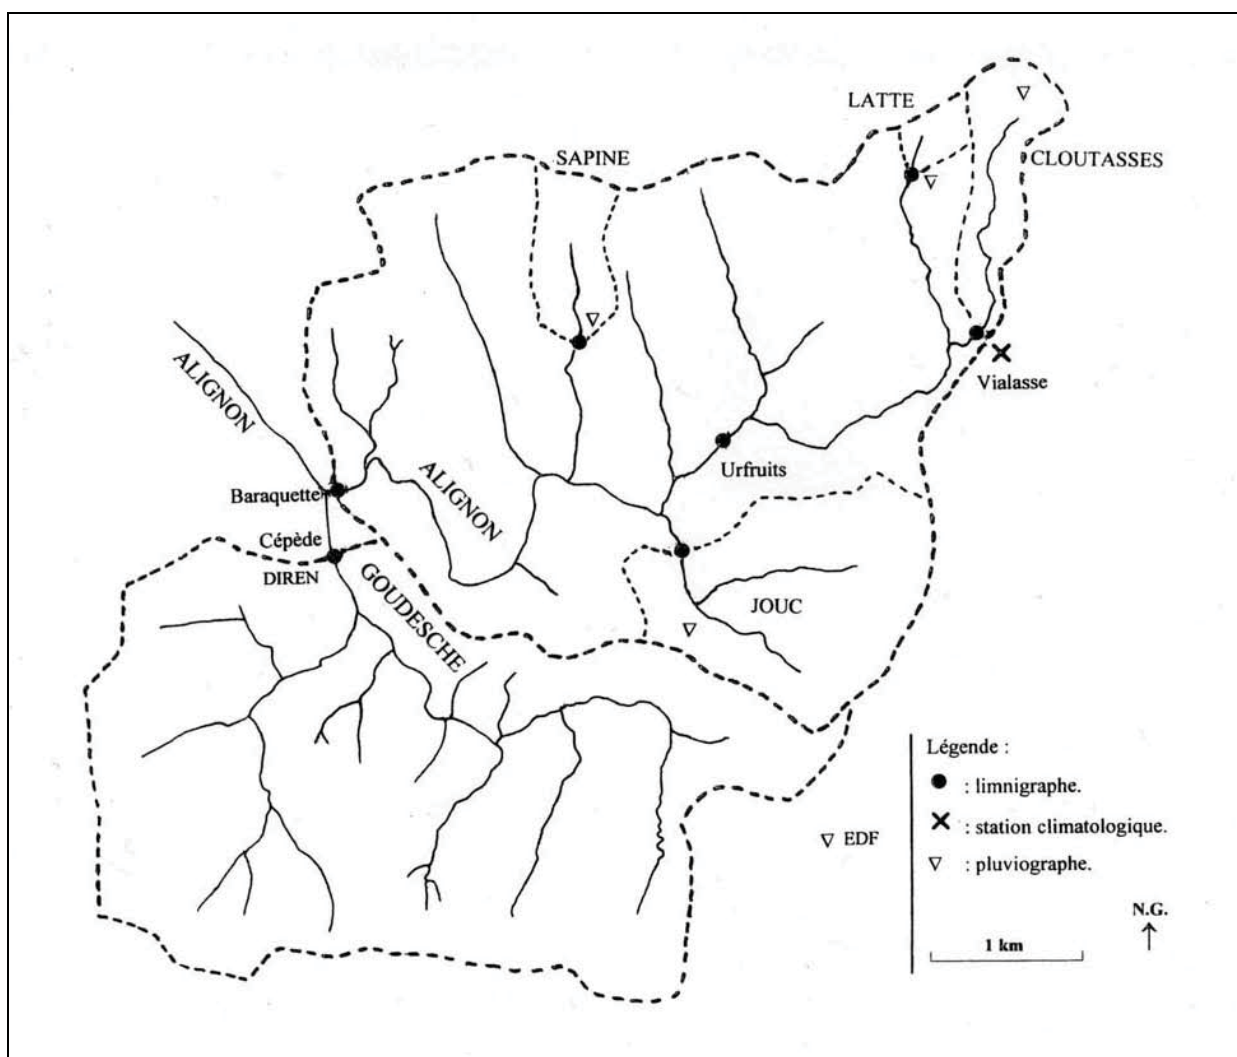 LATTE
SAPINE
CLOUTASSES
ALIGNON
Vialasse
ALIGNON
Urfruits
Baraquette
Cépède
DIREN
GOUDESCHE
JOUC
Légende :
: limnigraphe.
: station climatologique.
EDF
: pluviographe.
N.G.
1 km